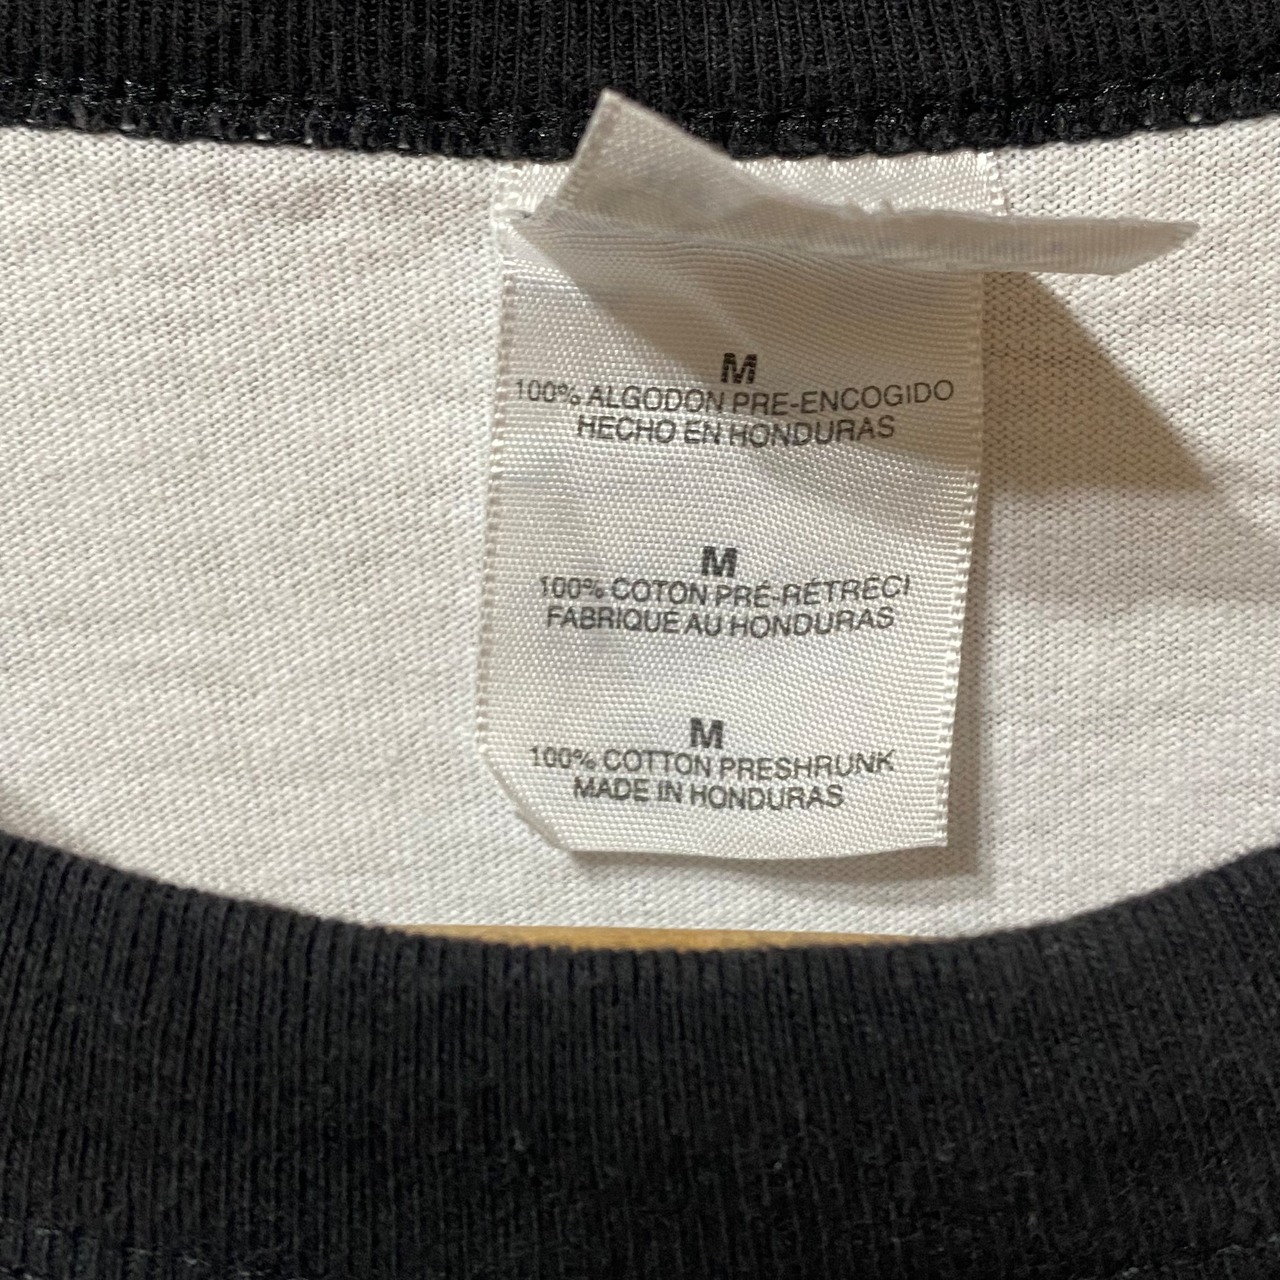 M
100% ALGODON PRE-ENCOGIDO
HECHO EN HONDURAS
M
100% COTON PRÉ-RÉTRECI
FABRIQUÉ AU HONDURAS
M
100% COTTON PRESHRUNK
MADE IN HONDURAS